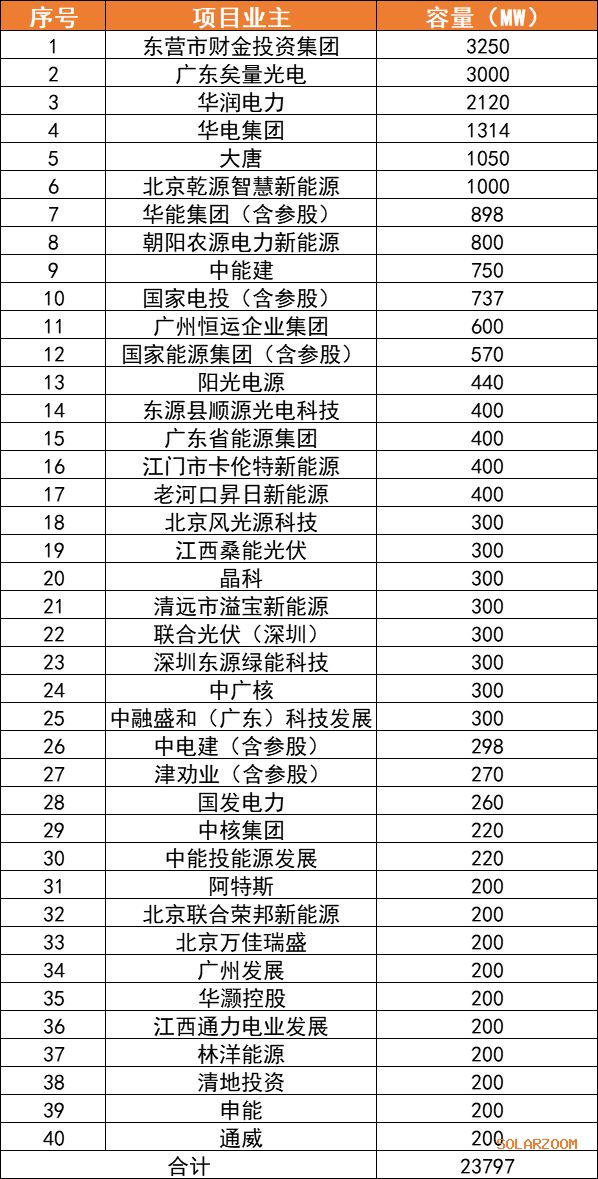 序号 项目业主 容量（MW）
1 东营市财金投资集团 3250
2 广东矣量光电 3000
3 华润电力 2120
4 华电集团 1314
5 大唐 1050
6 北京乾源智慧新能源 1000
7 华能集团（含参股） 898
8 朝阳农源电力新能源 800
9 中能建 750
10 国家电投（含参股） 737
11 广州恒运企业集团 600
12 国家能源集团（含参股） 570
13 阳光电源 440
14 东源县顺源光电科技 400
15 广东省能源集团 400
16 江门市卡伦特新能源 400
17 老河口昇日新能源 400
18 北京风光源科技 300
19 江西桑能光伏 300
20 晶科 300
21 清远市溢宝新能源 300
22 联合光伏（深圳） 300
23 深圳东源绿能科技 300
24 中广核 300
25 中融盛和（广东）科技发展 300
26 中电建（含参股） 298
27 津劝业（含参股） 270
28 国发电力 260
29 中核集团 220
30 中能投能源发展 220
31 阿特斯 200
32 北京联合荣邦新能源 200
33 北京万佳瑞盛 200
34 广州发展 200
35 华灏控股 200
36 江西通力电业发展 200
37 林洋能源 200
38 清地投资 200
39 申能 200
40 通威 200
SOLARZOOM
合计 23797